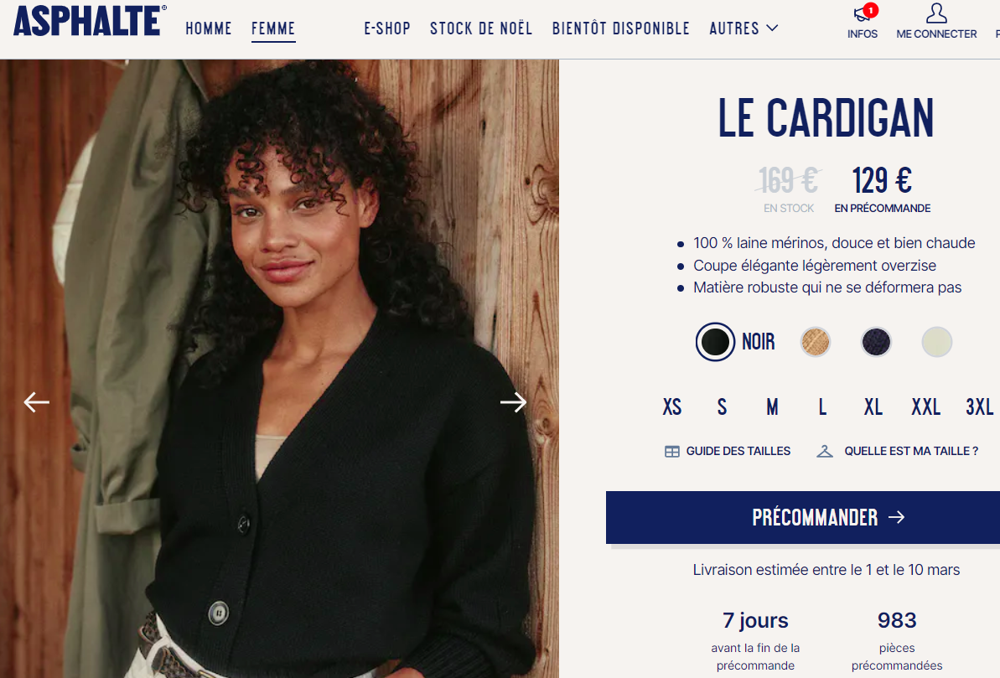 ASPHALTE®
HOMME
FEMME
E-SHOP
STOCK DE NOËL
BIENTÔT DISPONIBLE
AUTRES
1
INFOS
ME CONNECTER
P
LE CARDIGAN
169 €
129 €
EN STOCK
EN PRÉCOMMANDE
100 % laine mérinos, douce et bien chaude
Coupe élégante légèrement overzise
Matière robuste qui ne se déformera pas
NOIR
XS S M L XL XXL 3XL
GUIDE DES TAILLES
QUELLE EST MA TAILLE ?
PRÉCOMMANDER →
Livraison estimée entre le 1 et le 10 mars
7 jours
avant la fin de la
précommande
983
pièces
précommandées